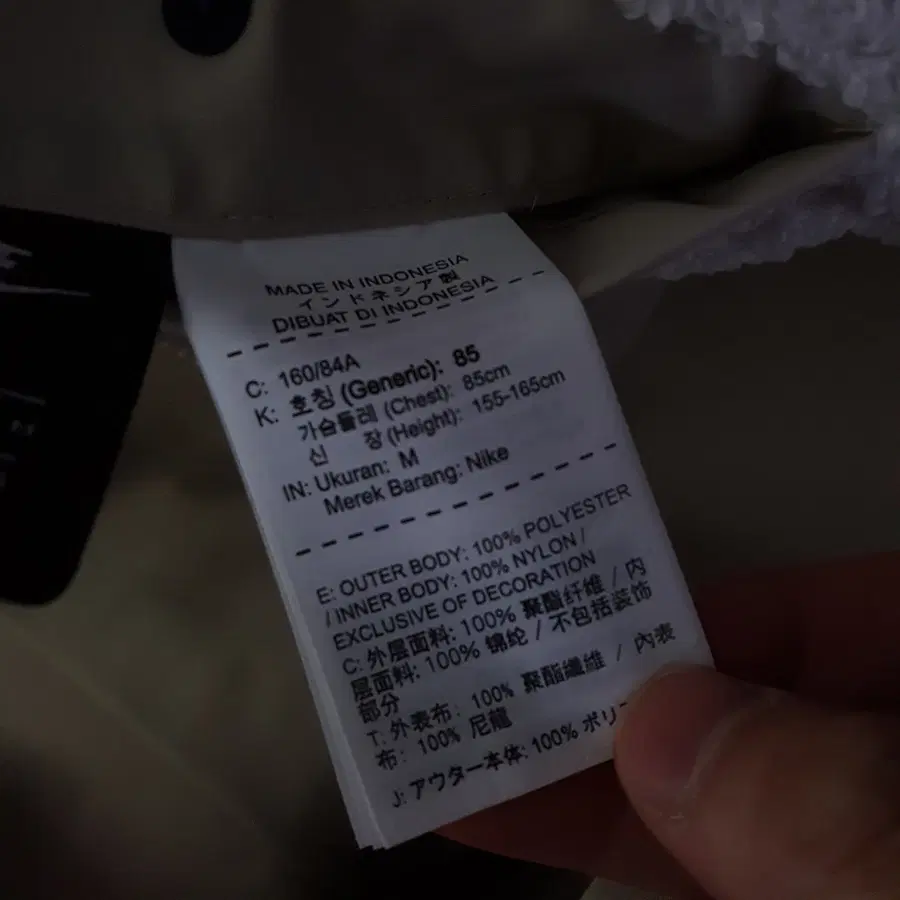 MADE IN INDONESIA
インドネシア製
DIBUAT DI INDONESIA
C: 160/84A
K: 호칭 (Generic): 85
가슴둘레 (Chest): 85cm
신 장 (Height): 155-165cm
IN: Ukuran: M
Merek Barang: Nike
E: OUTER BODY: 100% POLYESTER
/ INNER BODY: 100% NYLON /
EXCLUSIVE OF DECORATION
C: 外层面料: 100% 聚酯纤维 / 内
层面料: 100% 锦纶 / 不包括装饰
部分
T: 外表布: 100% 聚酯纖維 / 內表
布: 100% 尼龍
J: アウター本体: 100% ポリ